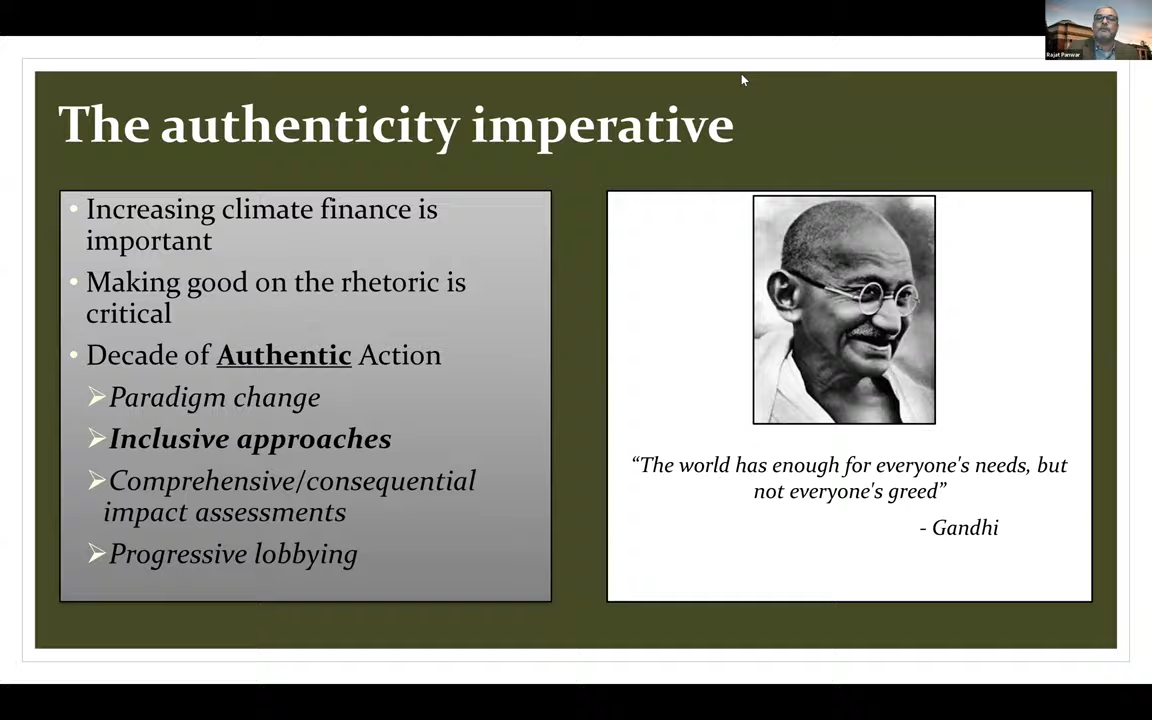 Rajat Panwar
The authenticity imperative
• Increasing climate finance is
important
• Making good on the rhetoric is
critical
• Decade of Authentic Action
➢Paradigm change
➢Inclusive approaches
➢Comprehensive/consequential
impact assessments
➢Progressive lobbying
“The world has enough for everyone's needs, but
not everyone's greed”
- Gandhi